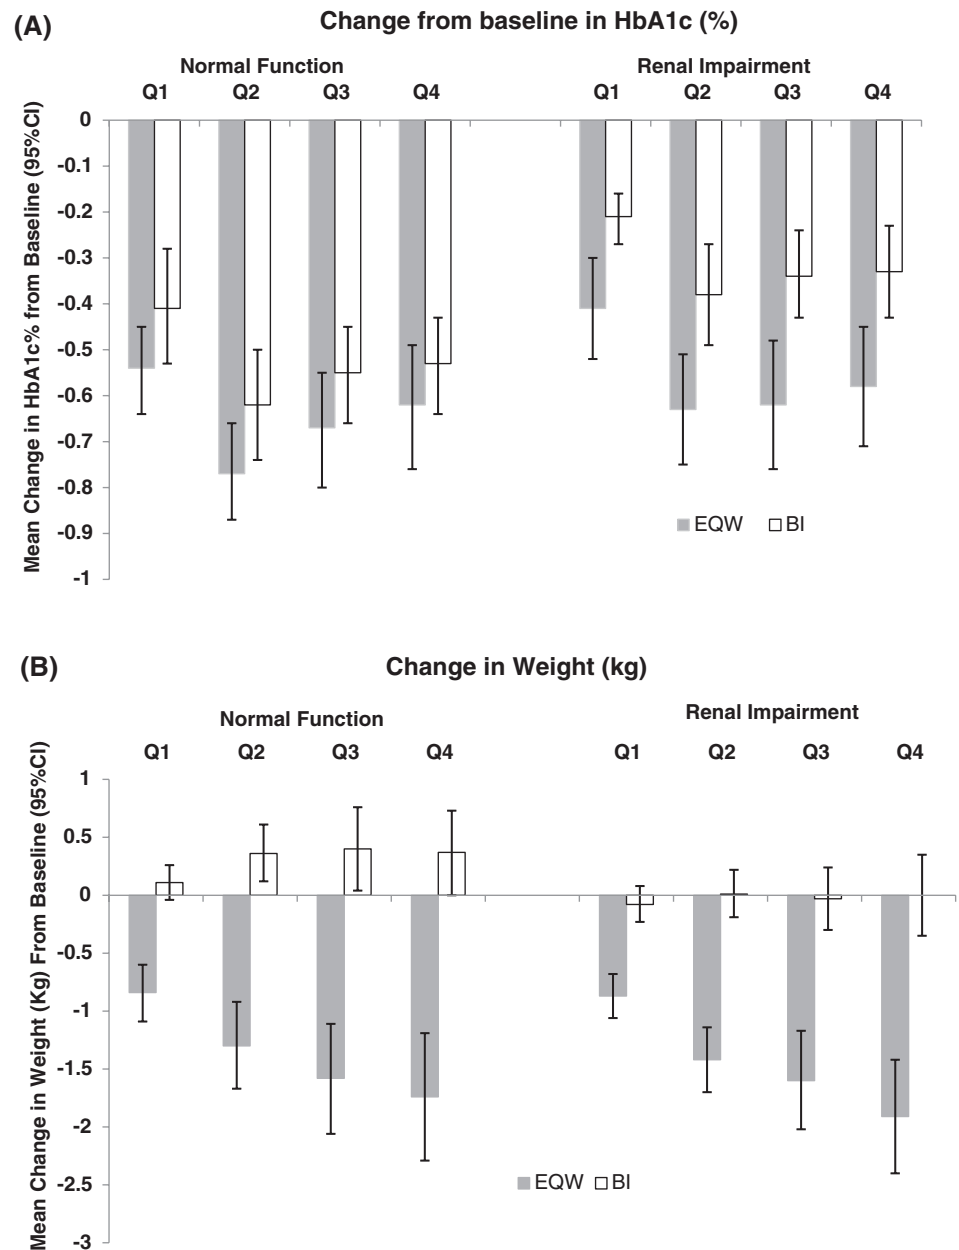 (A)
Change from baseline in HbA1c (%)
Normal Function
Renal Impairment
Q1 Q2 Q3 Q4 Q1 Q2 Q3 Q4
Mean Change in HbA1c% from Baseline (95%CI)
0
-0.1
-0.2
-0.3
-0.4
-0.5
-0.6
-0.7
-0.8
-0.9
-1
EQW BI
(B)
Change in Weight (kg)
Normal Function
Renal Impairment
Q1 Q2 Q3 Q4 Q1 Q2 Q3 Q4
Mean Change in Weight (Kg) From Baseline (95%CI)
1
0.5
0
-0.5
-1
-1.5
-2
-2.5
-3
EQW BI